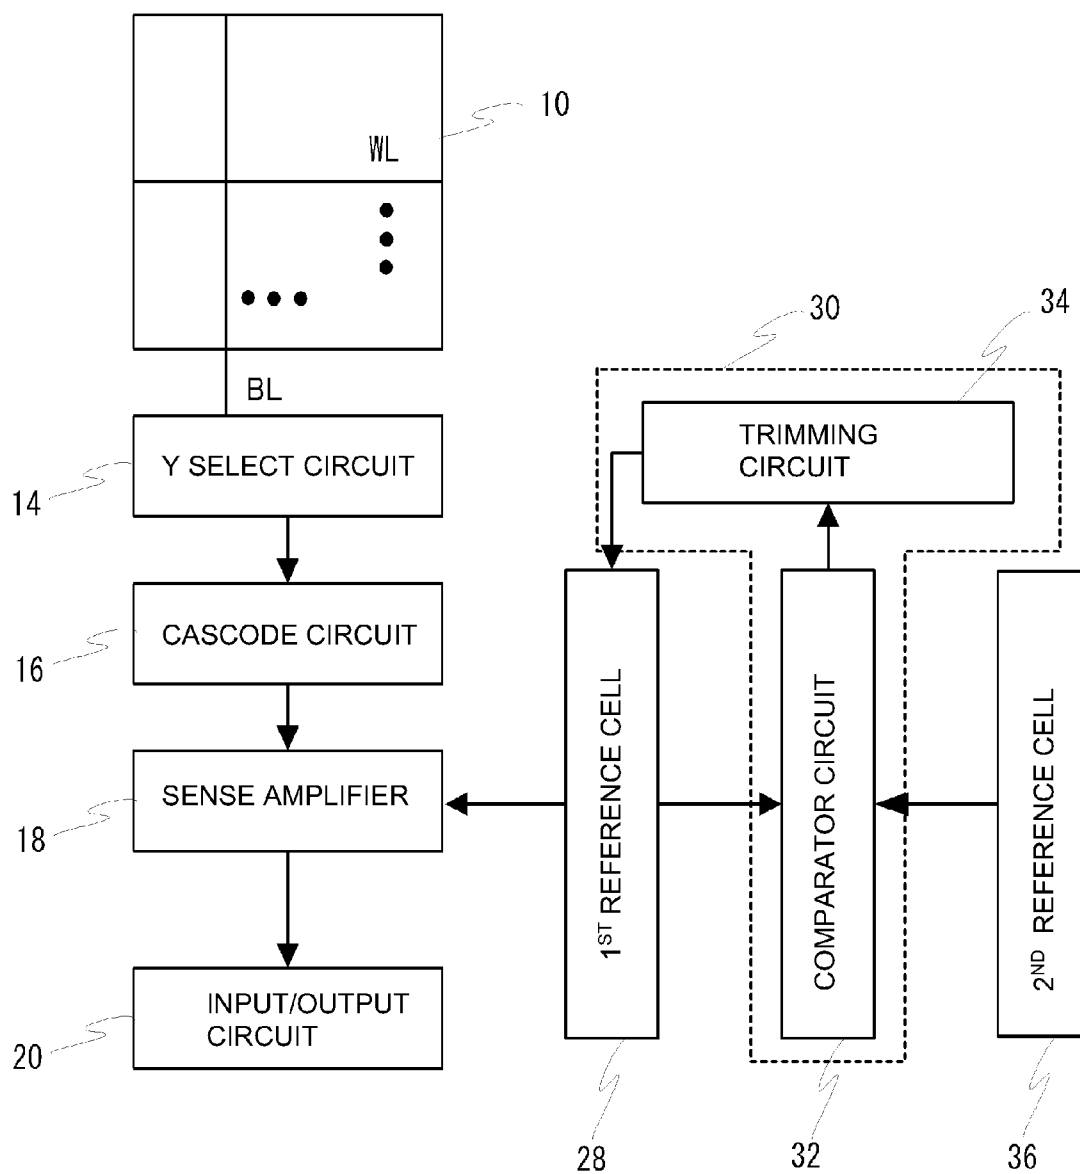 10
WL
BL
30
34
TRIMMING
CIRCUIT
Y SELECT CIRCUIT
14
CASCODE CIRCUIT
16
SENSE AMPLIFIER
18
1ST REFERENCE CELL
COMPARATOR CIRCUIT
2ND REFERENCE CELL
INPUT/OUTPUT
CIRCUIT
20
28
32
36